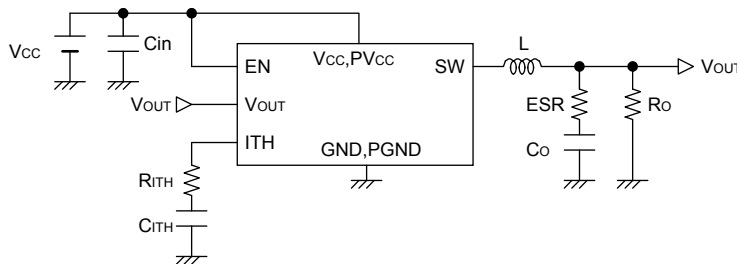 VCC
Cin
EN
VCC,PVCC
SW
L
VOUT
VOUT
VOUT
ESR
RO
ITH
GND,PGND
CO
RITH
CITH